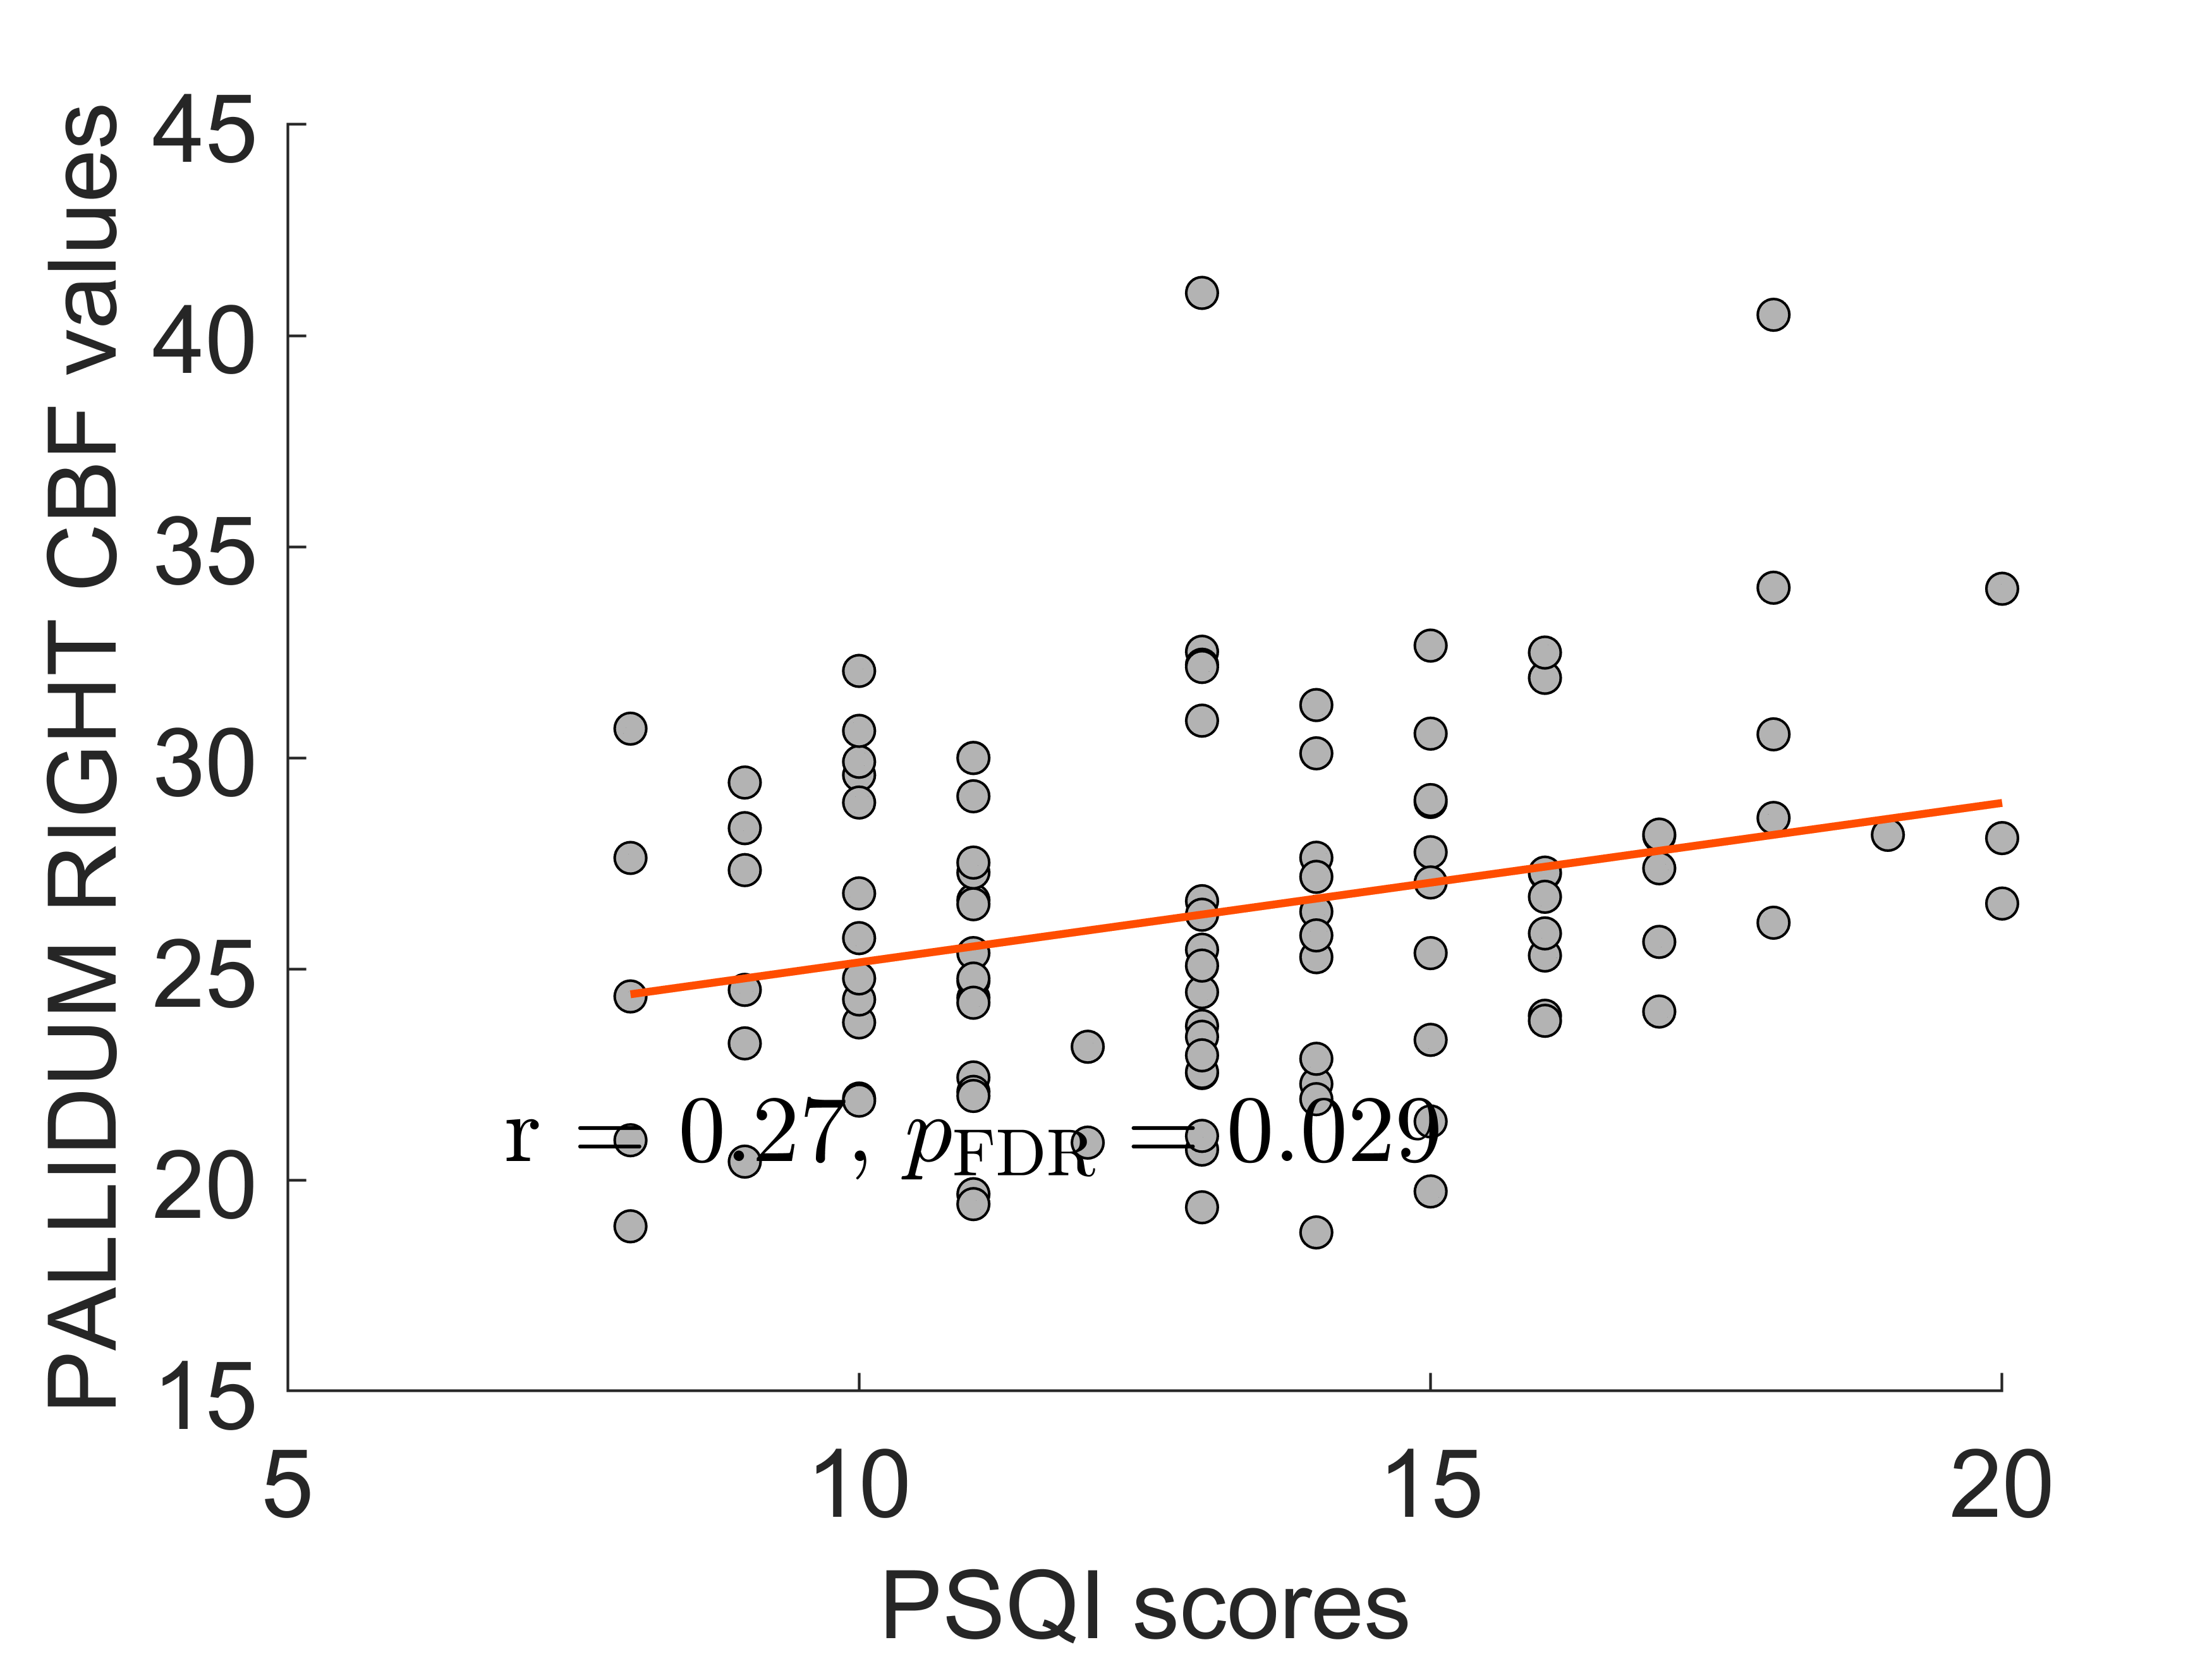 PALLIDUM RIGHT CBF values
45
40
35
30
25
20
15
r = 0.27, pFDR = 0.029
5 10 15 20
PSQI scores